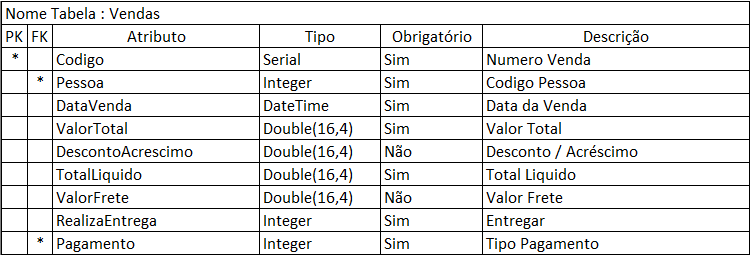 Nome Tabela : Vendas
PK FK Atributo Tipo Obrigatório Descrição
* Codigo Serial Sim Numero Venda
* Pessoa Integer Sim Codigo Pessoa
DataVenda DateTime Sim Data da Venda
ValorTotal Double(16,4) Sim Valor Total
DescontoAcrescimo Double(16,4) Não Desconto / Acréscimo
TotalLiquido Double(16,4) Sim Total Liquido
ValorFrete Double(16,4) Não Valor Frete
RealizaEntrega Integer Sim Entregar
* Pagamento Integer Sim Tipo Pagamento